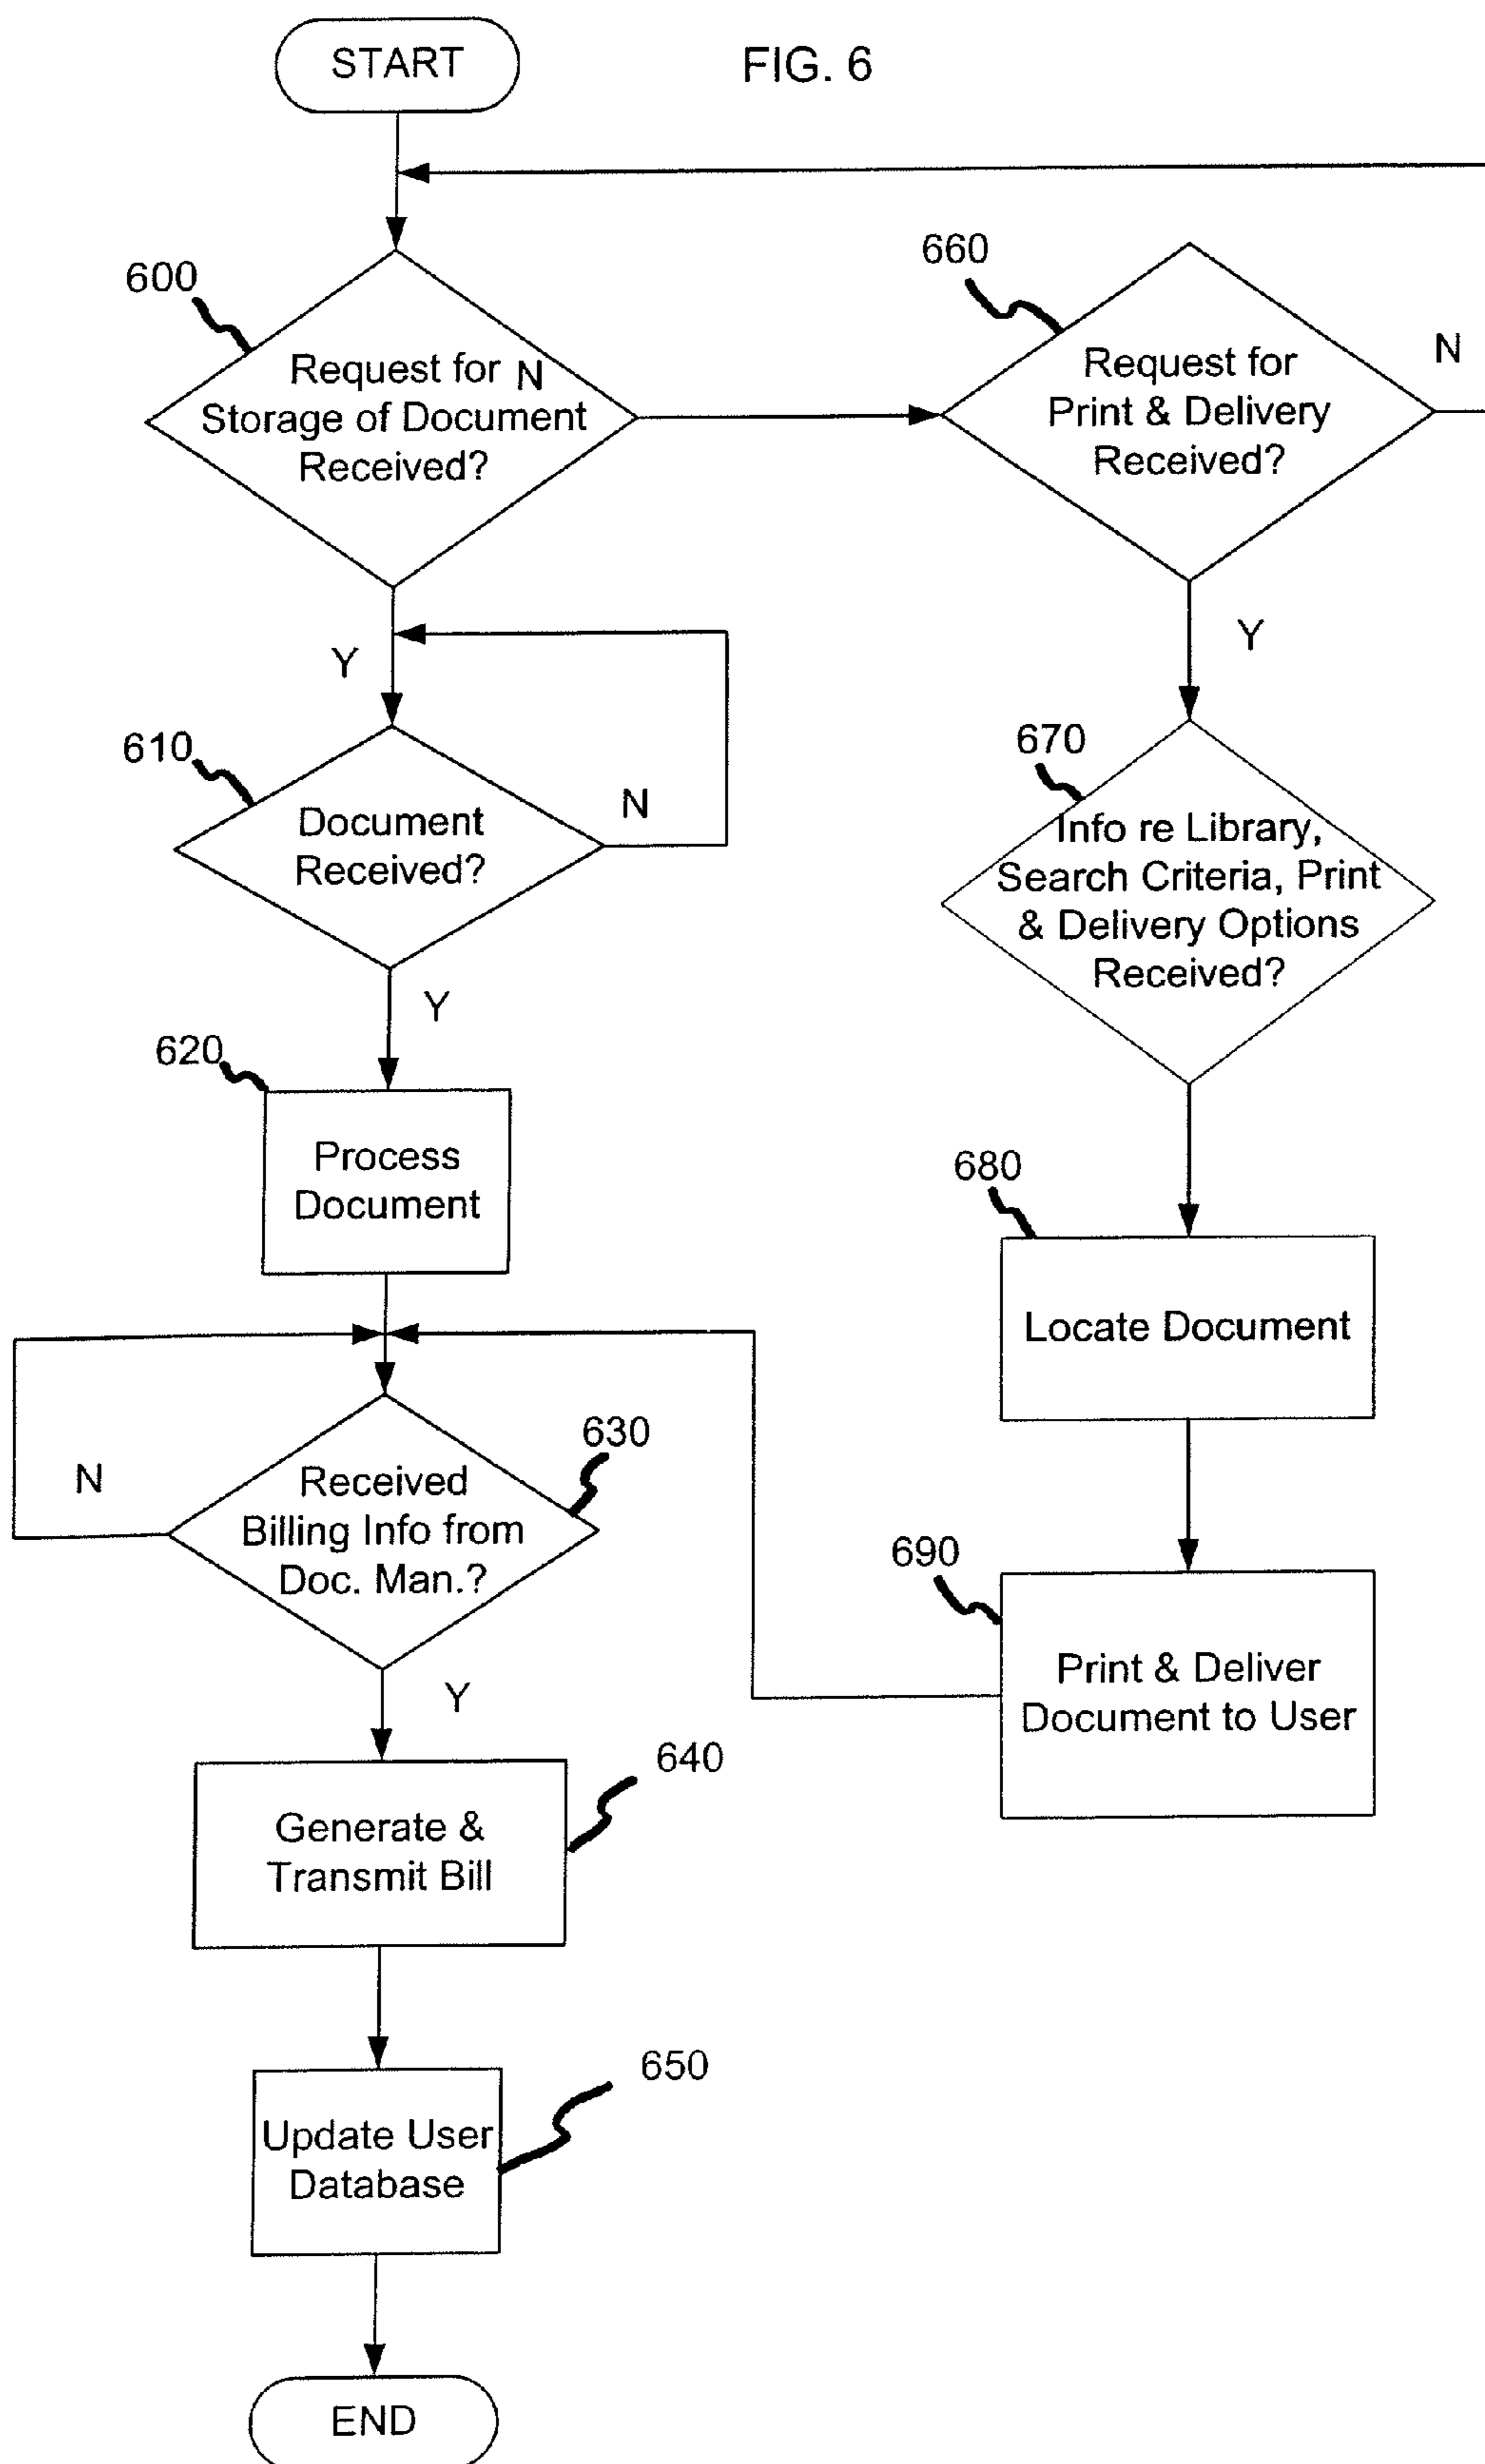 START
FIG. 6
600
Request for N
Storage of Document
Received?
660
Request for
Print & Delivery
Received?
N
Y
Y
610
Document
Received?
N
670
Info re Library,
Search Criteria, Print
& Delivery Options
Received?
Y
620
Process
Document
680
Locate Document
630
Received
Billing Info from
Doc. Man.?
N
690
Print & Deliver
Document to User
Y
640
Generate &
Transmit Bill
650
Update User
Database
END